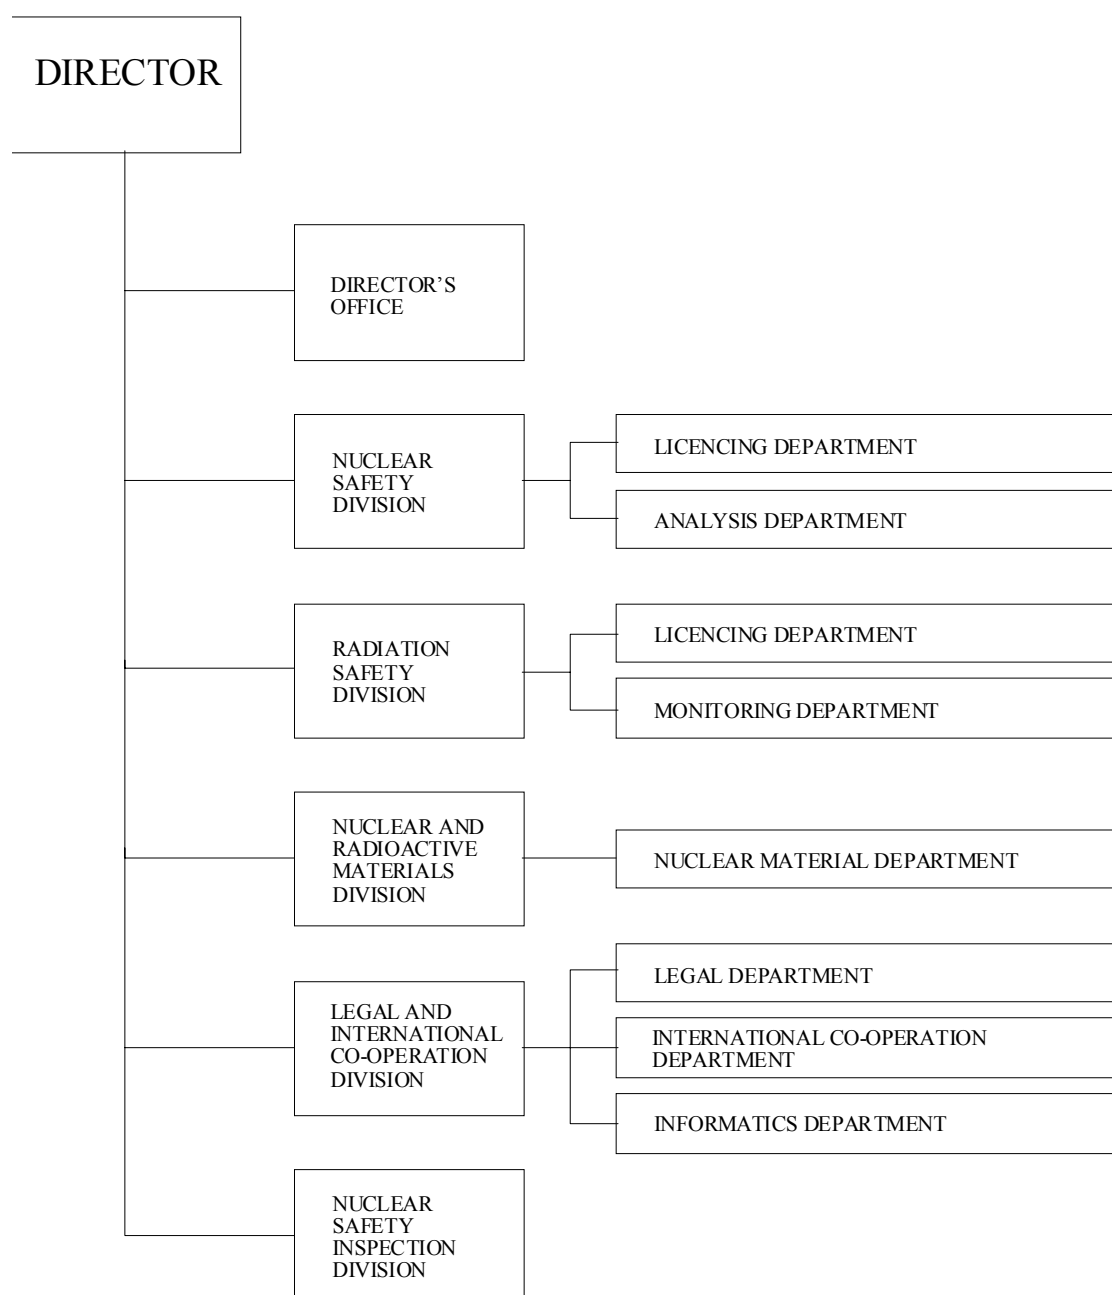 DIRECTOR
DIRECTOR'S
OFFICE
NUCLEAR
SAFETY
DIVISION
LICENCING DEPARTMENT
ANALYSIS DEPARTMENT
RADIATION
SAFETY
DIVISION
LICENCING DEPARTMENT
MONITORING DEPARTMENT
NUCLEAR AND
RADIOACTIVE
MATERIALS
DIVISION
NUCLEAR MATERIAL DEPARTMENT
LEGAL AND
INTERNATIONAL
CO-OPERATION
DIVISION
LEGAL DEPARTMENT
INTERNATIONAL CO-OPERATION
DEPARTMENT
INFORMATICS DEPARTMENT
NUCLEAR
SAFETY
INSPECTION
DIVISION